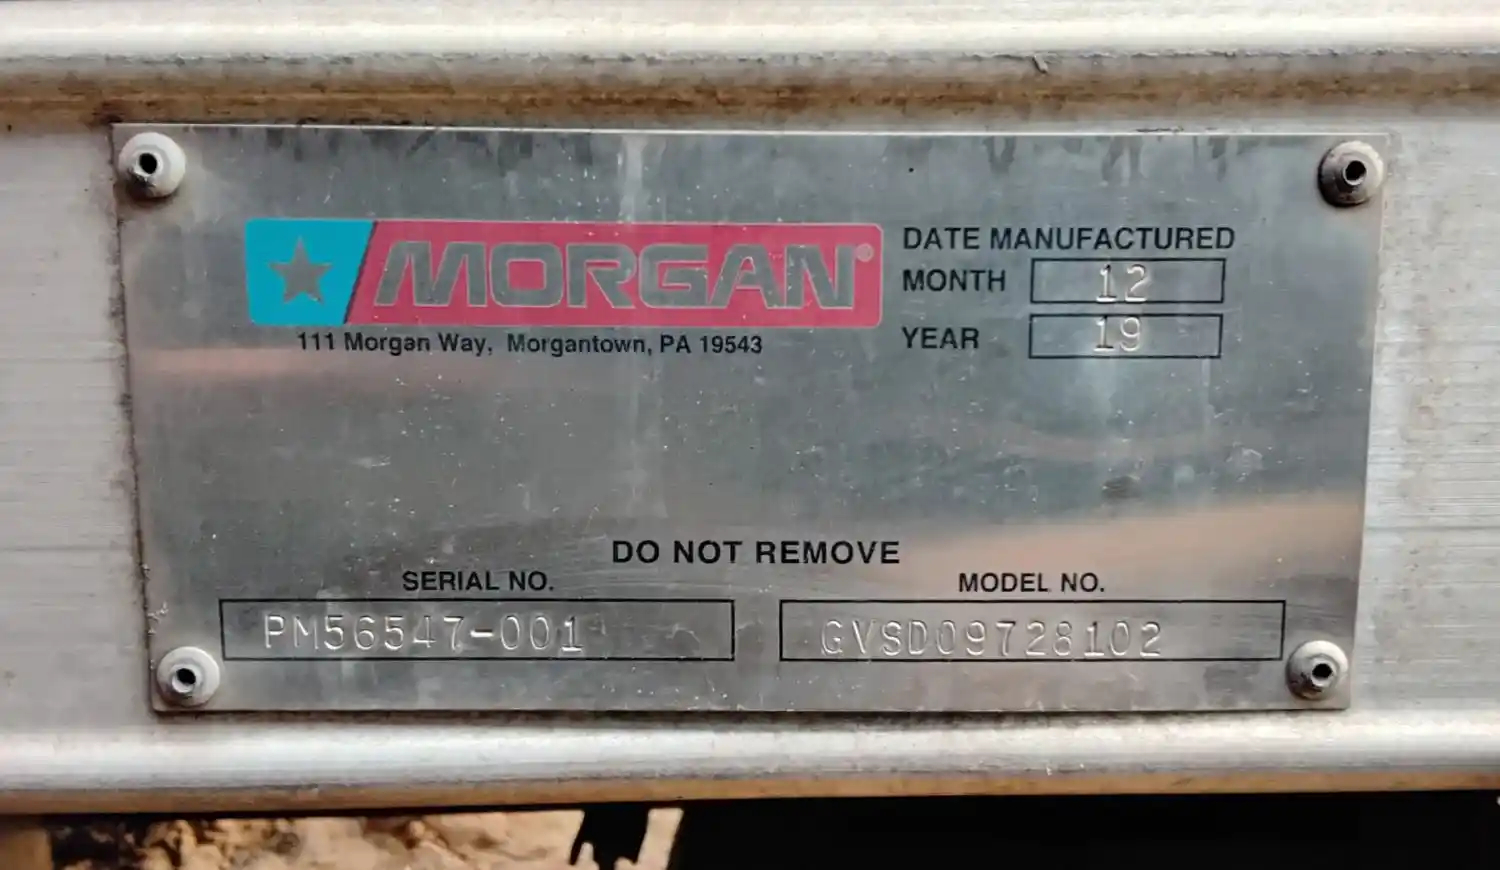 MORGAN®
111 Morgan Way, Morgantown, PA 19543
DATE MANUFACTURED
MONTH 12
YEAR 19
DO NOT REMOVE
SERIAL NO.
PM56547-001
MODEL NO.
GVSD09728102